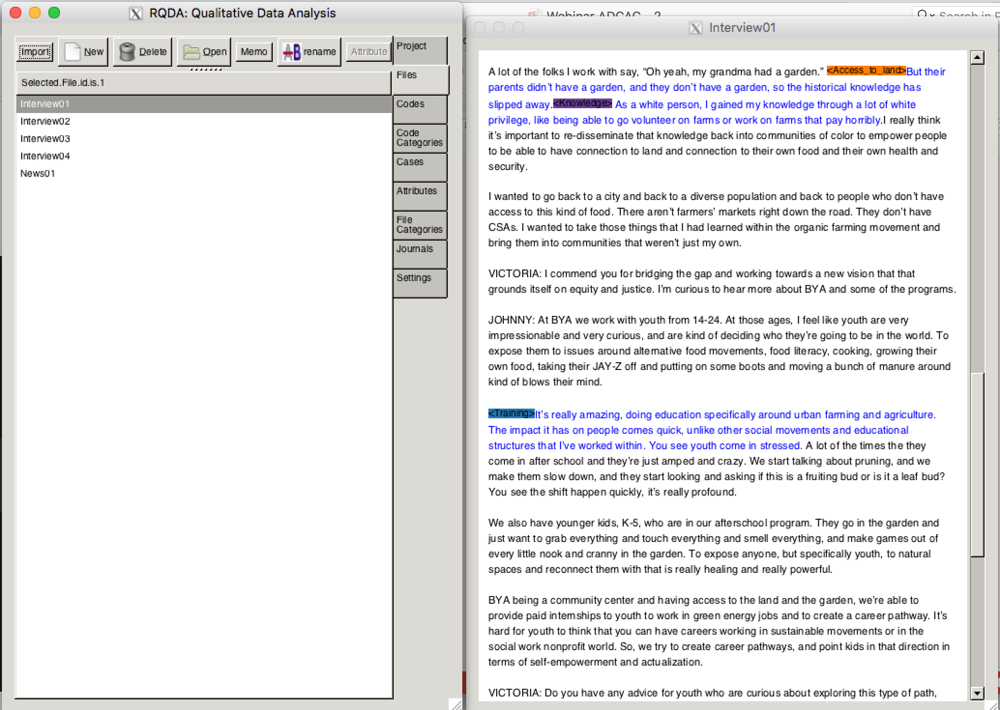 RQDA: Qualitative Data Analysis
Import
New
Delete
Open
Memo
rename
Attribute
Selected.File.id.is.1
Interview01
Interview02
Interview03
Interview04
News01
Project
Files
Codes
Code
Categories
Cases
Attributes
File
Categories
Journals
Settings
Webinar ADCAC
Search in
Interview01
A lot of the folks I work with say, “Oh yeah, my grandma had a garden.” <Access_to_land>But their
parents didn’t have a garden, and they don’t have a garden, so the historical knowledge has
slipped away.<Knowledge> As a white person, I gained my knowledge through a lot of white
privilege, like being able to go volunteer on farms or work on farms that pay horribly.I really think
it’s important to re-disseminate that knowledge back into communities of color to empower people
to be able to have connection to land and connection to their own food and their own health and
security.
I wanted to go back to a city and back to a diverse population and back to people who don’t have
access to this kind of food. There aren’t farmers’ markets right down the road. They don’t have
CSAs. I wanted to take those things that I had learned within the organic farming movement and
bring them into communities that weren’t just my own.
VICTORIA: I commend you for bridging the gap and working towards a new vision that that
grounds itself on equity and justice. I’m curious to hear more about BYA and some of the programs.
JOHNNY: At BYA we work with youth from 14-24. At those ages, I feel like youth are very
impressionable and very curious, and are kind of deciding who they’re going to be in the world. To
expose them to issues around alternative food movements, food literacy, cooking, growing their
own food, taking their JAY-Z off and putting on some boots and moving a bunch of manure around
kind of blows their mind.
<Training>It’s really amazing, doing education specifically around urban farming and agriculture.
The impact it has on people comes quick, unlike other social movements and educational
structures that I’ve worked within. You see youth come in stressed. A lot of the times the they
come in after school and they’re just amped and crazy. We start talking about pruning, and we
make them slow down, and they start looking and asking if this is a fruiting bud or is it a leaf bud?
You see the shift happen quickly, it’s really profound.
We also have younger kids, K-5, who are in our afterschool program. They go in the garden and
just want to grab everything and touch everything and smell everything, and make games out of
every little nook and cranny in the garden. To expose anyone, but specifically youth, to natural
spaces and reconnect them with that is really healing and really powerful.
BYA being a community center and having access to the land and the garden, we’re able to
provide paid internships to youth to work in green energy jobs and to create a career pathway. It’s
hard for youth to think that you can have careers working in sustainable movements or in the
social work nonprofit world. So, we try to create career pathways, and point kids in that direction in
terms of self-empowerment and actualization.
VICTORIA: Do you have any advice for youth who are curious about exploring this type of path,